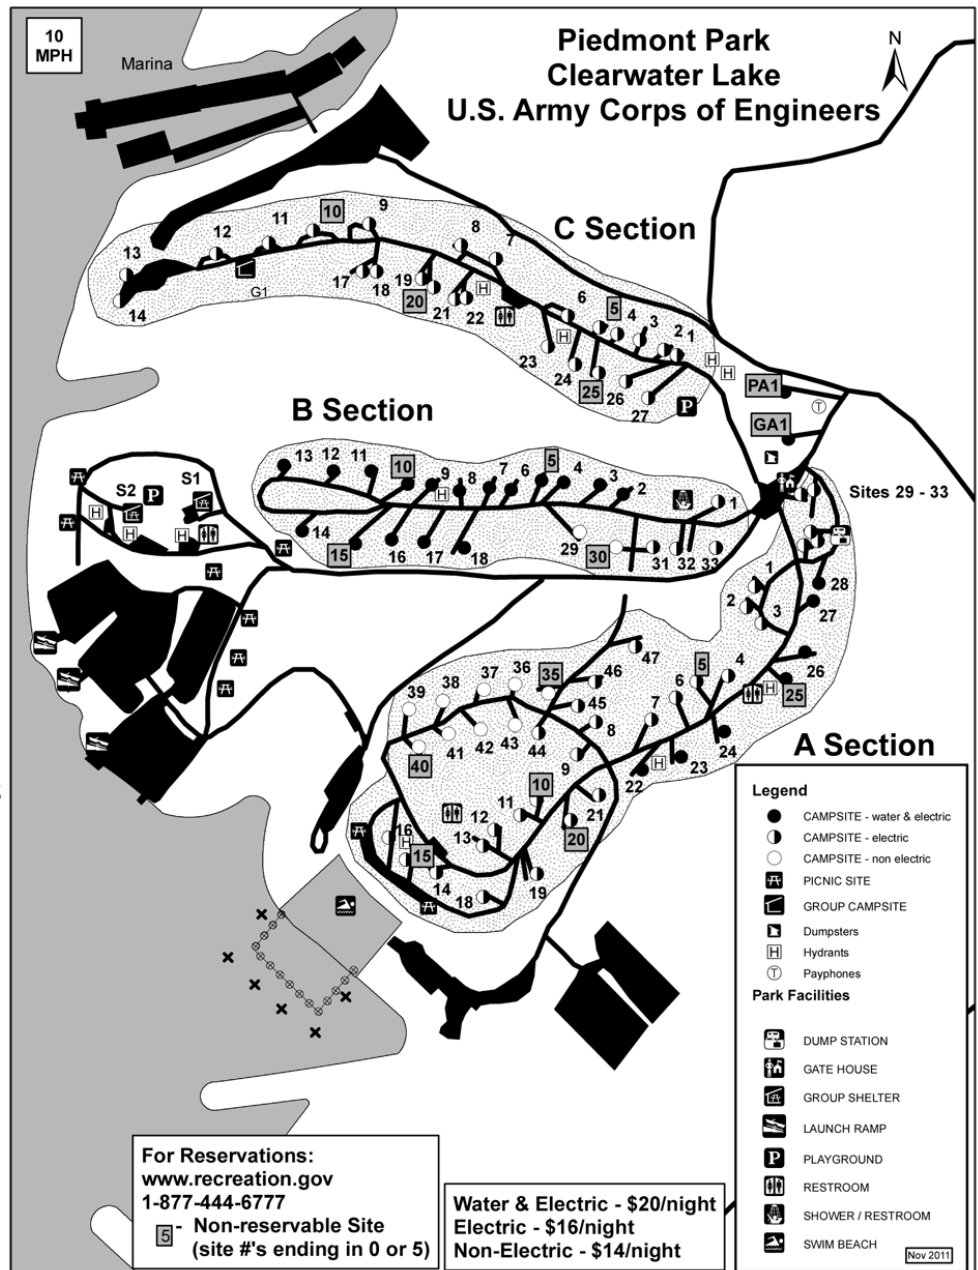 10
MPH
Marina
Piedmont Park
Clearwater Lake
U.S. Army Corps of Engineers
N
C Section
9
10
11
12
13
14
G1
8
7
17
18
19
20
21
22
6
5
4
3
2
1
23
24
25
26
27
H
H
H
H
P
PA1
T
GA1
B Section
13
12
11
10
9
8
7
6
5
4
3
2
1
H
14
15
16
17
18
29
30
31
32
33
S2
P
S1
H
H
H
Sites 29 - 33
28
27
1
2
3
26
25
H
4
5
6
7
24
23
22
H
47
46
35
36
37
38
39
45
8
44
43
42
41
40
9
10
11
12
13
21
20
16
H
15
14
18
19
A Section
Legend
CAMPSITE - water & electric
CAMPSITE - electric
CAMPSITE - non electric
PICNIC SITE
GROUP CAMPSITE
Dumpsters
H Hydrants
T Payphones
Park Facilities
DUMP STATION
GATE HOUSE
GROUP SHELTER
LAUNCH RAMP
P PLAYGROUND
RESTROOM
SHOWER / RESTROOM
SWIM BEACH
Nov 2011
For Reservations:
www.recreation.gov
1-877-444-6777
5 - Non-reservable Site
(site #'s ending in 0 or 5)
Water & Electric - $20/night
Electric - $16/night
Non-Electric - $14/night